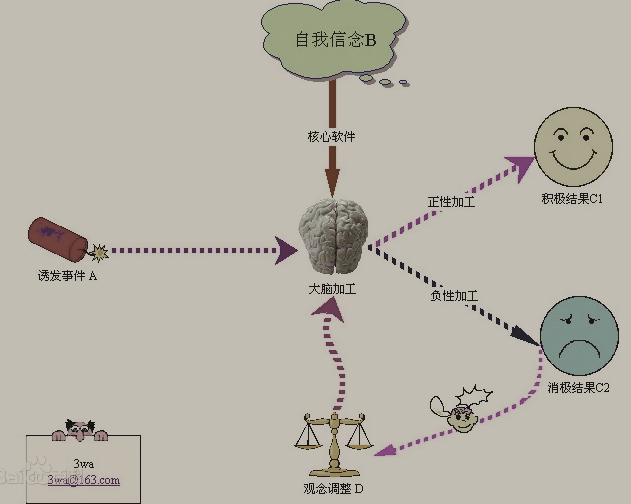 自我信念B
核心软件
正性加工
积极结果C1
诱发事件 A
大脑加工
负性加工
消极结果C2
观念调整 D
3wa
3wa@163.com